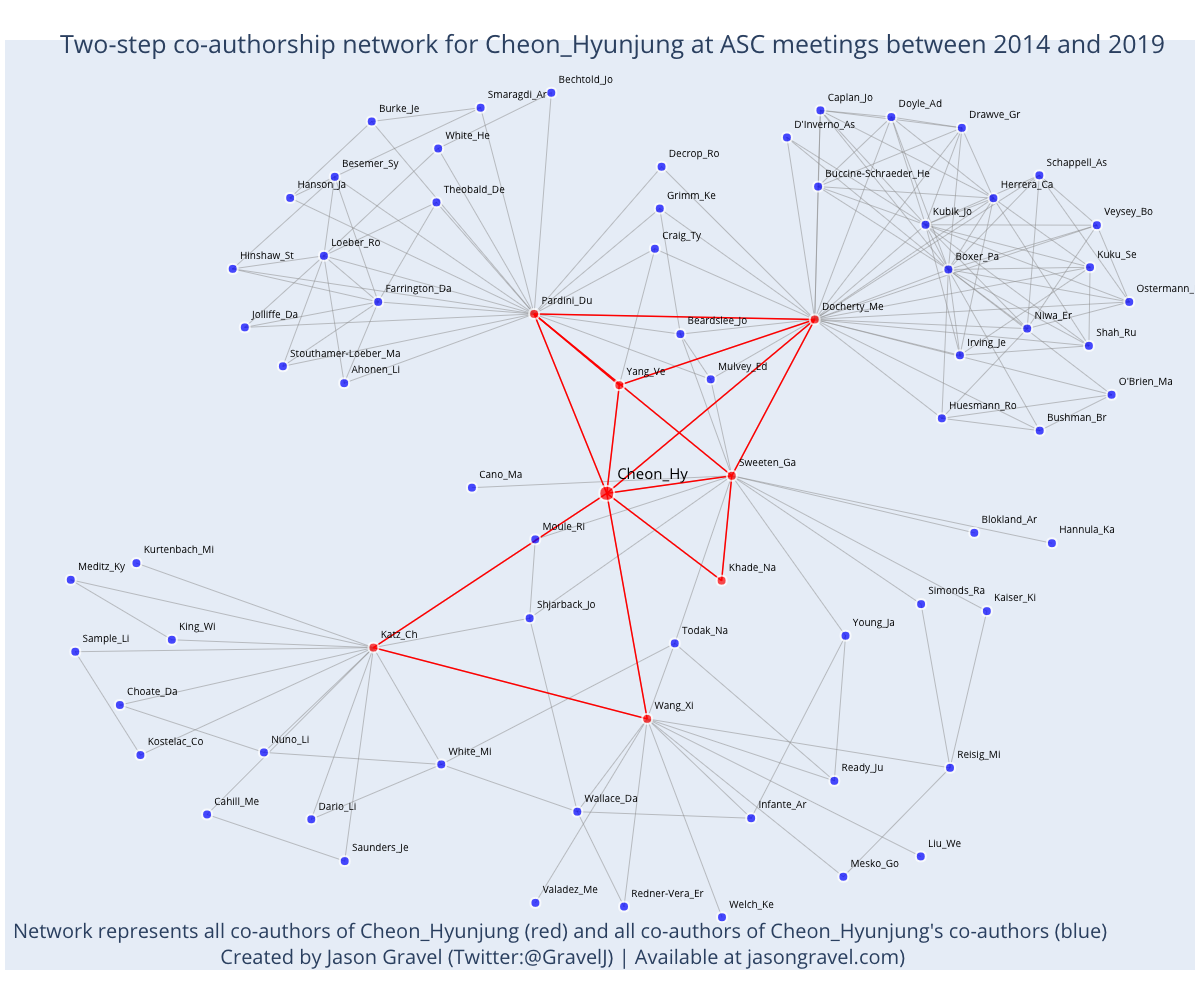 Two-step co-authorship network for Cheon_Hyunjung at ASC meetings between 2014 and 2019
Bechtold_Jo
Smaragdi_Ar
Burke_Je
White_He
Besemer_Sy
Hanson_Ja
Theobald_De
Loeber_Ro
Hinshaw_St
Farrington_Da
Jolliffe_Da
Stouthamer-Loeber_Ma
Ahonen_Li
Pardini_Du
Decrop_Ro
Grimm_Ke
Craig_Ty
Beardslee_Jo
Yang_Ve
Mulvey_Ed
Caplan_Jo
Doyle_Ad
Drawve_Gr
D'Inverno_As
Buccine-Schraeder_He
Schappell_As
Herrera_Ca
Kubik_Jo
Veysey_Bo
Boxer_Pa
Kuku_Se
Ostermann_
Docherty_Me
Niwa_Er
Shah_Ru
Irving_Je
O'Brien_Ma
Huesmann_Ro
Bushman_Br
Sweeten_Ga
Cheon_Hy
Cano_Ma
Moule_Ri
Blokland_Ar
Hannula_Ka
Kurtenbach_Mi
Meditz_Ky
Khade_Na
Simonds_Ra
Kaiser_Ki
Shjarback_Jo
King_Wi
Sample_Li
Katz_Ch
Todak_Na
Young_Ja
Choate_Da
Wang_Xi
Kostelac_Co
Nuno_Li
White_Mi
Ready_Ju
Reisig_Mi
Cahill_Me
Dario_Li
Wallace_Da
Infante_Ar
Saunders_Je
Liu_We
Mesko_Go
Valadez_Me
Redner-Vera_Er
Welch_Ke
Network represents all co-authors of Cheon_Hyunjung (red) and all co-authors of Cheon_Hyunjung's co-authors (blue)
Created by Jason Gravel (Twitter:@GravelJ) | Available at jasongravel.com)